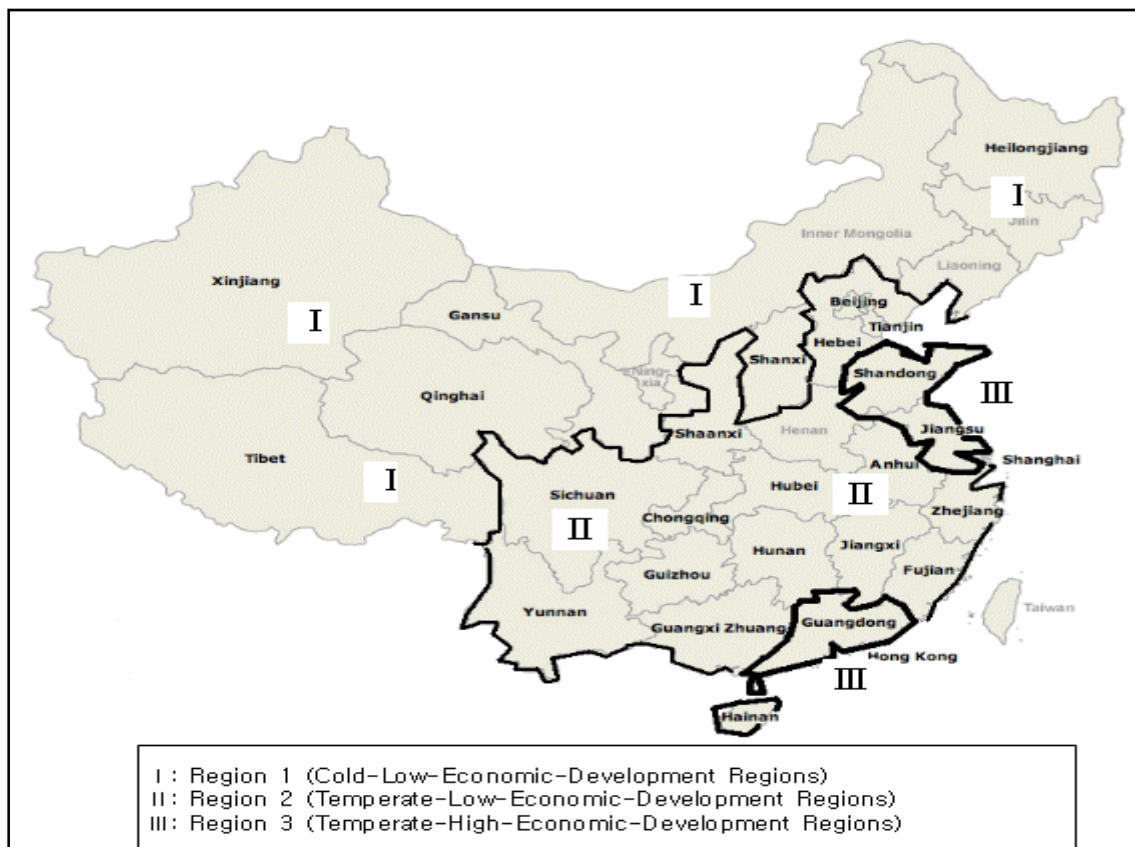 Heilongjiang
I
Jilin
Inner Mongolia
Liaoning
Xinjiang
I
Gansu
I
Beijing
Tianjin
Hebei
Shanxi
Shandong
III
Ning-
xia
Qinghai
Shaanxi
Henan
Jiangsu
Tibet
I
Anhui
Shanghai
Sichuan
Hubei
II
II
Chongqing
Zhejiang
Hunan
Jiangxi
Guizhou
Fujian
Yunnan
Guangxi Zhuang
Guangdong
Taiwan
Hong Kong
III
Hainan
I : Region 1 (Cold-Low-Economic-Development Regions)
II : Region 2 (Temperate-Low-Economic-Development Regions)
III : Region 3 (Temperate-High-Economic-Development Regions)